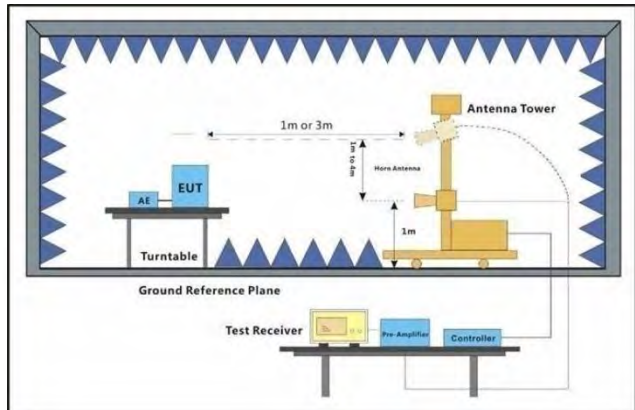 1m or 3m
Antenna Tower
1m to 4m
Horn Antenna
EUT
AE
1m
Turntable
Ground Reference Plane
Test Receiver
Pre-Amplifier
Controller